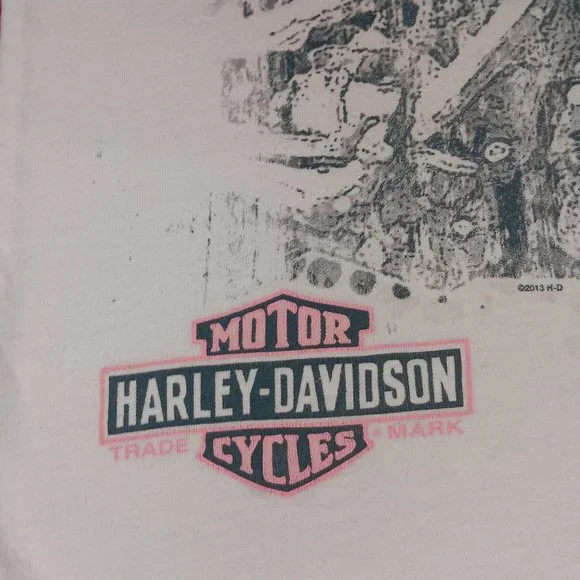 ©2013 H-D
MOTOR
HARLEY-DAVIDSON
TRADE MARK
CYCLES